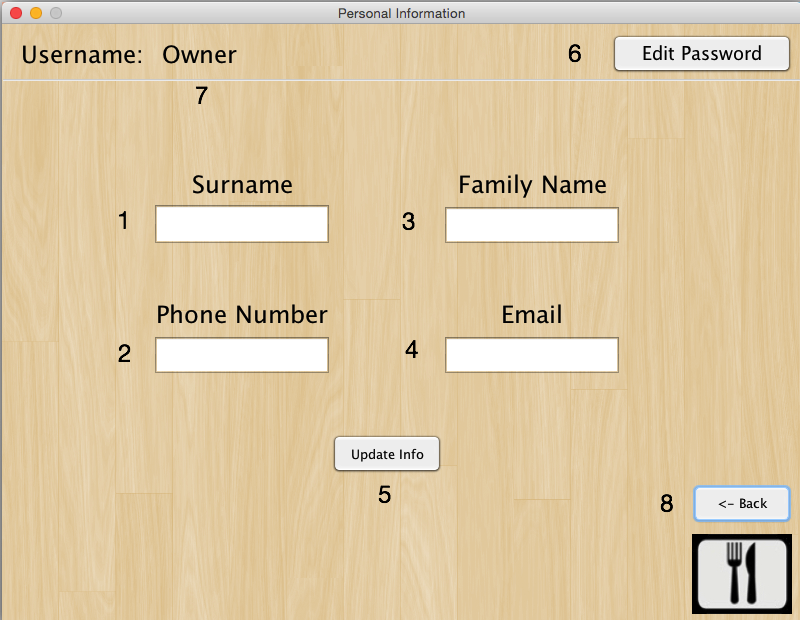 Personal Information
Username: Owner
6 Edit Password
7
Surname Family Name
1 3
Phone Number Email
2 4
Update Info
5
8 <- Back